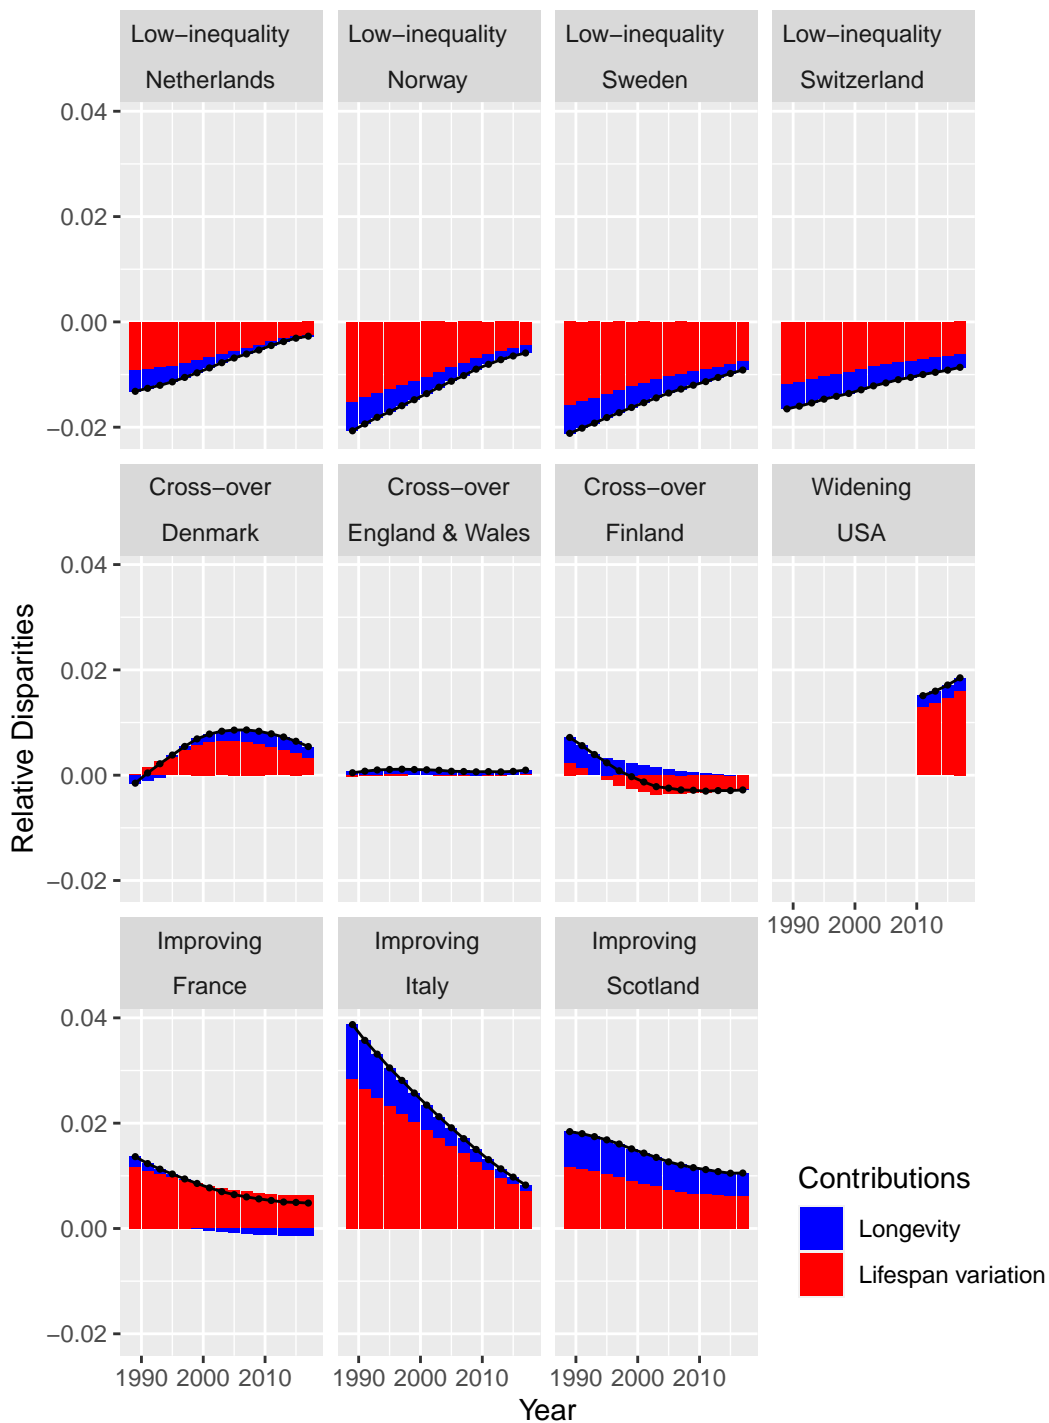 Low−inequality
Netherlands
Low−inequality
Norway
Low−inequality
Sweden
Low−inequality
Switzerland
0.04
0.02
0.00
−0.02
Cross−over
Denmark
Cross−over
England & Wales
Cross−over
Finland
Widening
USA
0.04
0.02
0.00
−0.02
1990 2000 2010
Relative Disparities
Improving
France
Improving
Italy
Improving
Scotland
0.04
0.02
0.00
−0.02
1990 2000 2010
1990 2000 2010
1990 2000 2010
Year
Contributions
Longevity
Lifespan variation